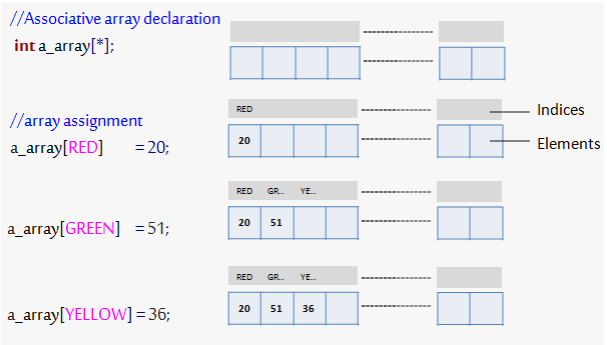 //Associative array declaration
int a_array[*];
RED
Indices
//array assignment
a_array[RED] = 20;
20
Elements
RED GR.. YE..
a_array[GREEN] = 51;
20 51
RED GR.. YE..
a_array[YELLOW] = 36;
20 51 36